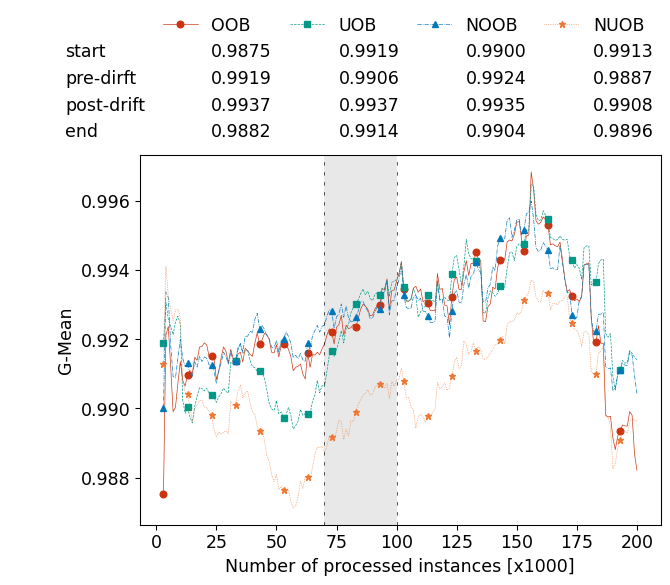 OOB UOB NOOB NUOB
start 0.9875 0.9919 0.9900 0.9913
pre-dirft 0.9919 0.9906 0.9924 0.9887
post-drift 0.9937 0.9937 0.9935 0.9908
end 0.9882 0.9914 0.9904 0.9896
0.996
0.994
0.992
0.990
0.988
G-Mean
0 25 50 75 100 125 150 175 200
Number of processed instances [x1000]